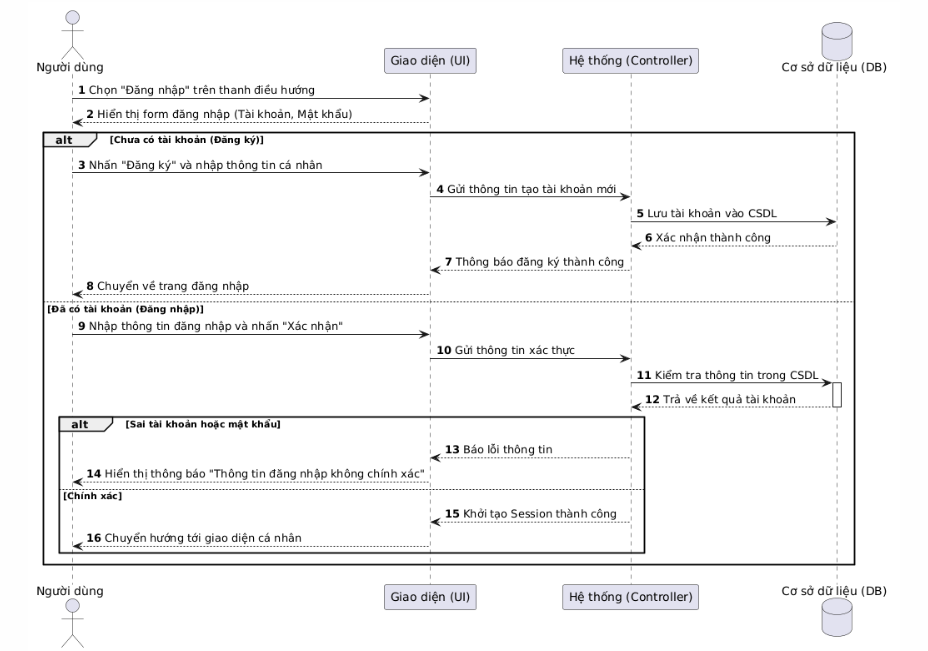 Người dùng
Giao diện (UI)
Hệ thống (Controller)
Cơ sở dữ liệu (DB)
1 Chọn "Đăng nhập" trên thanh điều hướng
2 Hiển thị form đăng nhập (Tài khoản, Mật khẩu)
alt [Chưa có tài khoản (Đăng ký)]
3 Nhấn "Đăng ký" và nhập thông tin cá nhân
4 Gửi thông tin tạo tài khoản mới
5 Lưu tài khoản vào CSDL
6 Xác nhận thành công
7 Thông báo đăng ký thành công
8 Chuyển về trang đăng nhập
[Đã có tài khoản (Đăng nhập)]
9 Nhập thông tin đăng nhập và nhấn "Xác nhận"
10 Gửi thông tin xác thực
11 Kiểm tra thông tin trong CSDL
12 Trả về kết quả tài khoản
alt [Sai tài khoản hoặc mật khẩu]
13 Báo lỗi thông tin
14 Hiển thị thông báo "Thông tin đăng nhập không chính xác"
[Chính xác]
15 Khởi tạo Session thành công
16 Chuyển hướng tới giao diện cá nhân
Người dùng
Giao diện (UI)
Hệ thống (Controller)
Cơ sở dữ liệu (DB)